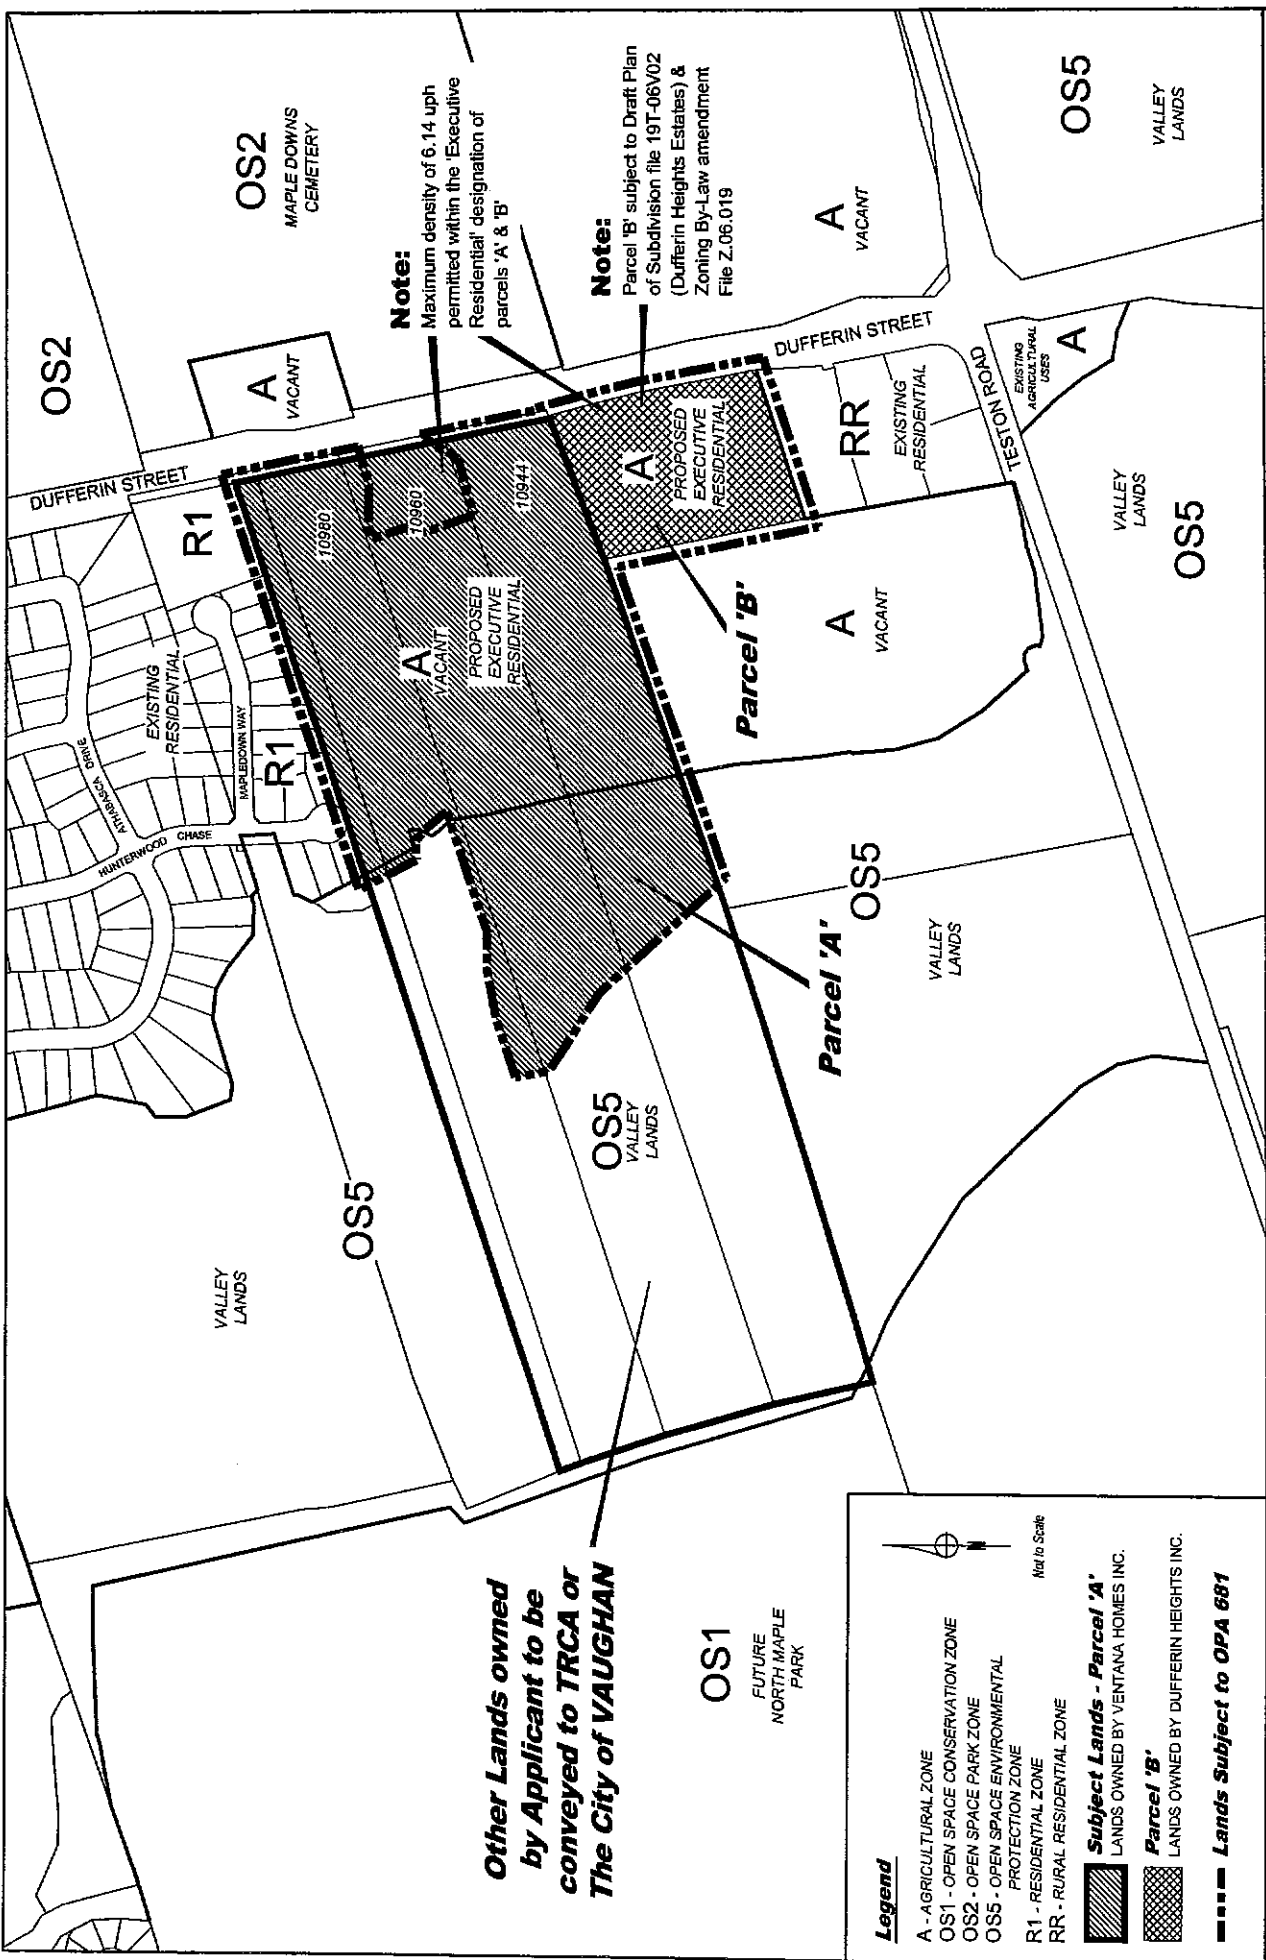 OS2
OS2
MAPLE DOWNS
CEMETERY
A
VACANT
DUFFERIN STREET
R1
Note:
Maximum density of 6.14 uph
permitted within the 'Executive
Residential' designation of
parcels 'A' & 'B'
Note:
Parcel 'B' subject to Draft Plan
of Subdivision file 19T-06V02
(Dufferin Heights Estates) &
Zoning By-Law amendment
File Z.06.019
A
VACANT
OS5
VALLEY
LANDS
DUFFERIN STREET
EXISTING
AGRICULTURAL
USES
A
TESTON ROAD
RR
EXISTING
RESIDENTIAL
A
PROPOSED
EXECUTIVE
RESIDENTIAL
10980
10960
10944
A
VACANT
PROPOSED
EXECUTIVE
RESIDENTIAL
EXISTING
RESIDENTIAL
ATHABASCA DRIVE
MAPLEDOWN WAY
R1
HUNTERWOOD CHASE
Parcel 'B'
A
VACANT
VALLEY
LANDS
OS5
Parcel 'A'
OS5
VALLEY
LANDS
OS5
VALLEY
LANDS
OS5
VALLEY
LANDS
Other Lands owned
by Applicant to be
conveyed to TRCA or
The City of VAUGHAN
OS1
FUTURE
NORTH MAPLE
PARK
Legend
A - AGRICULTURAL ZONE
OS1 - OPEN SPACE CONSERVATION ZONE
OS2 - OPEN SPACE PARK ZONE
OS5 - OPEN SPACE ENVIRONMENTAL
PROTECTION ZONE
R1 - RESIDENTIAL ZONE
RR - RURAL RESIDENTIAL ZONE
N
Not to Scale
Subject Lands - Parcel 'A'
LANDS OWNED BY VENTANA HOMES INC.
Parcel 'B'
LANDS OWNED BY DUFFERIN HEIGHTS INC.
Lands Subject to OPA 681